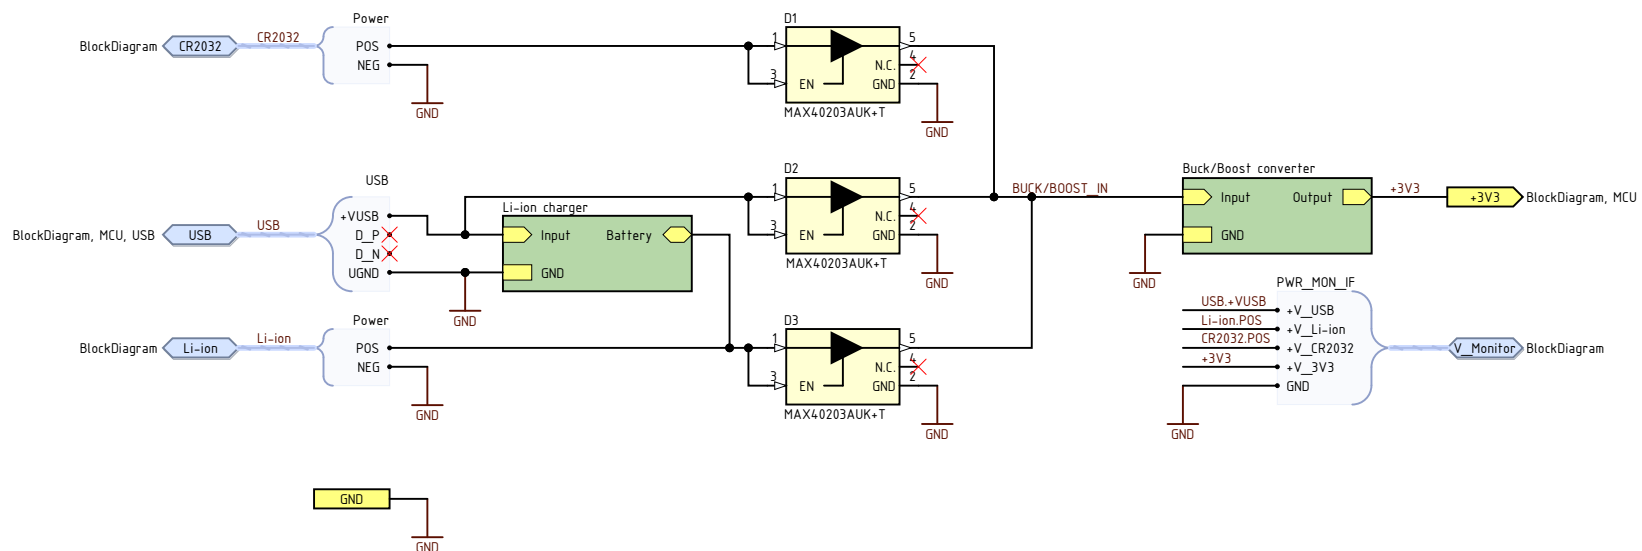 Power
D1
BlockDiagram
CR2032
CR2032
POS
NEG
GND
1
3
EN
5
4
N.C.
2
GND
MAX40203AUK+T
GND
USB
D2
Buck/Boost converter
BlockDiagram, MCU, USB
USB
USB
+VUSB
D_P
D_N
UGND
Li-ion charger
Input
Battery
GND
GND
1
3
EN
5
4
N.C.
2
GND
MAX40203AUK+T
GND
BUCK/BOOST_IN
Input
Output
GND
GND
+3V3
+3V3
BlockDiagram, MCU
Power
D3
BlockDiagram
Li-ion
Li-ion
POS
NEG
GND
1
3
EN
5
4
N.C.
2
GND
MAX40203AUK+T
GND
PWR_MON_IF
USB.+VUSB
+V_USB
Li-ion.POS
+V_Li-ion
CR2032.POS
+V_CR2032
+3V3
+V_3V3
GND
GND
V_Monitor
BlockDiagram
GND
GND